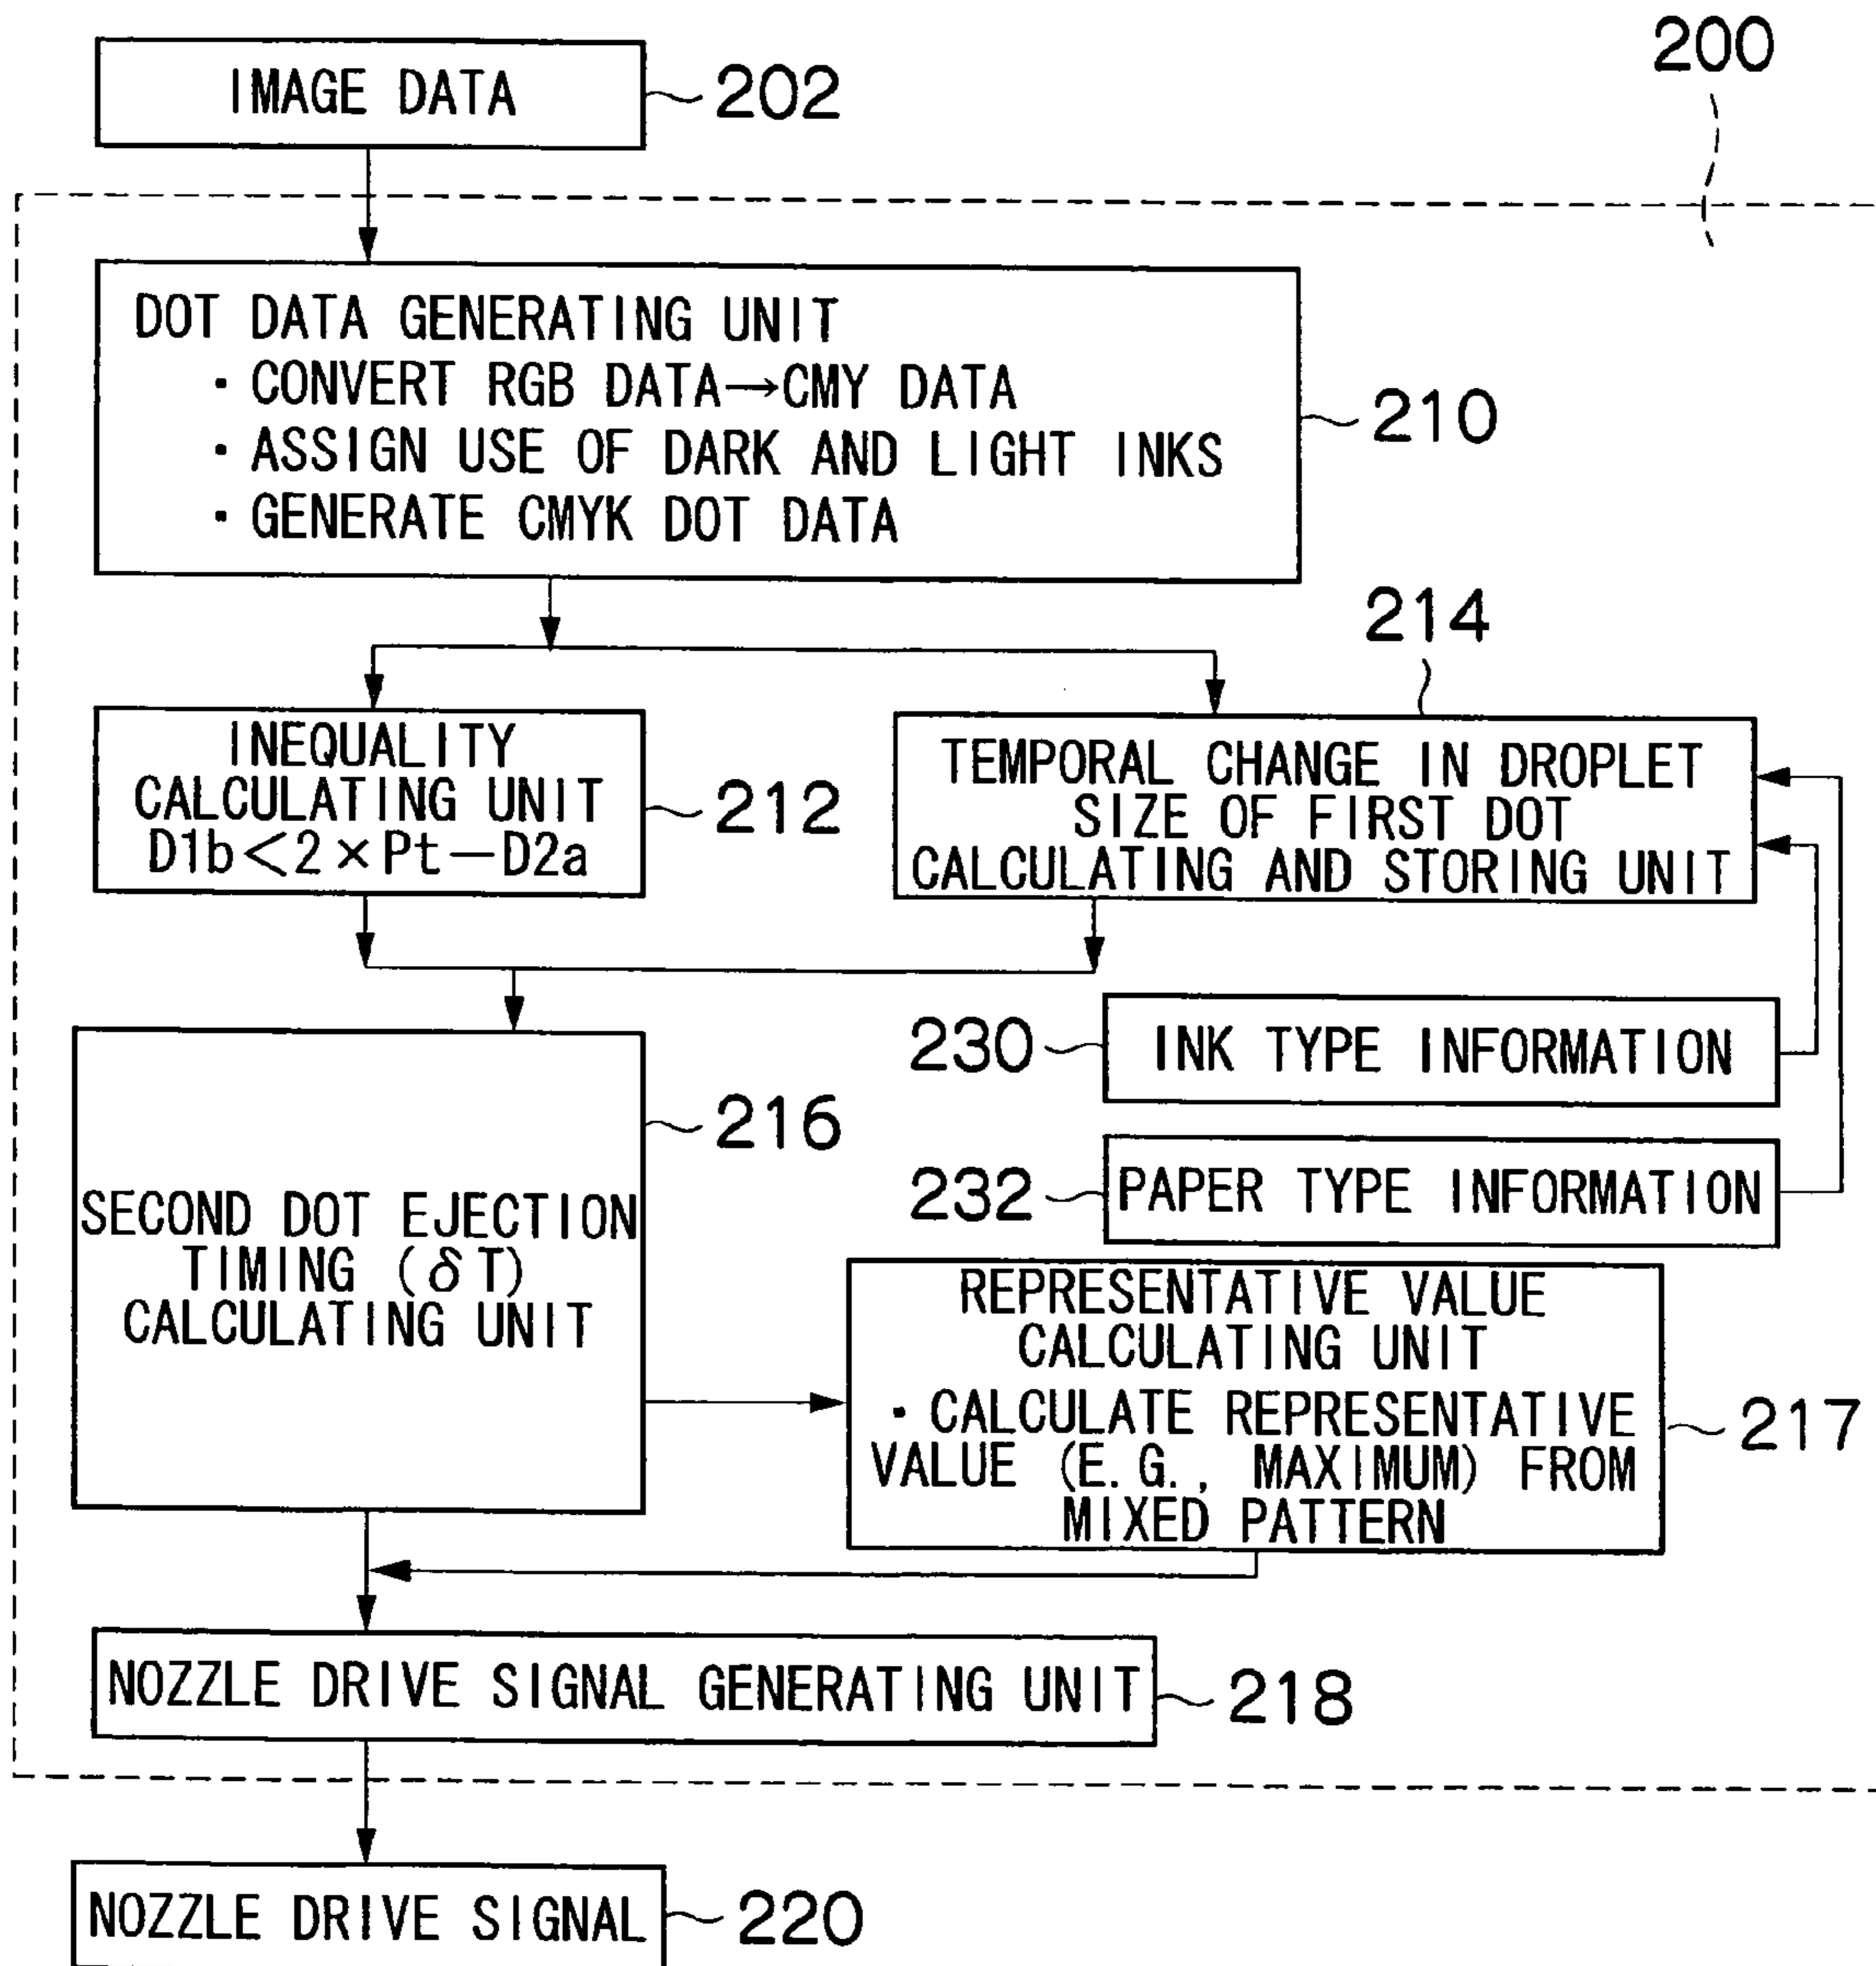 200
IMAGE DATA
202
DOT DATA GENERATING UNIT
・CONVERT RGB DATA→CMY DATA
・ASSIGN USE OF DARK AND LIGHT INKS
・GENERATE CMYK DOT DATA
210
214
INEQUALITY
CALCULATING UNIT
D1b<2×Pt−D2a
212
TEMPORAL CHANGE IN DROPLET
SIZE OF FIRST DOT
CALCULATING AND STORING UNIT
230
INK TYPE INFORMATION
232
PAPER TYPE INFORMATION
SECOND DOT EJECTION
TIMING (δT)
CALCULATING UNIT
216
REPRESENTATIVE VALUE
CALCULATING UNIT
・CALCULATE REPRESENTATIVE
VALUE (E.G., MAXIMUM) FROM
MIXED PATTERN
217
NOZZLE DRIVE SIGNAL GENERATING UNIT
218
NOZZLE DRIVE SIGNAL
220